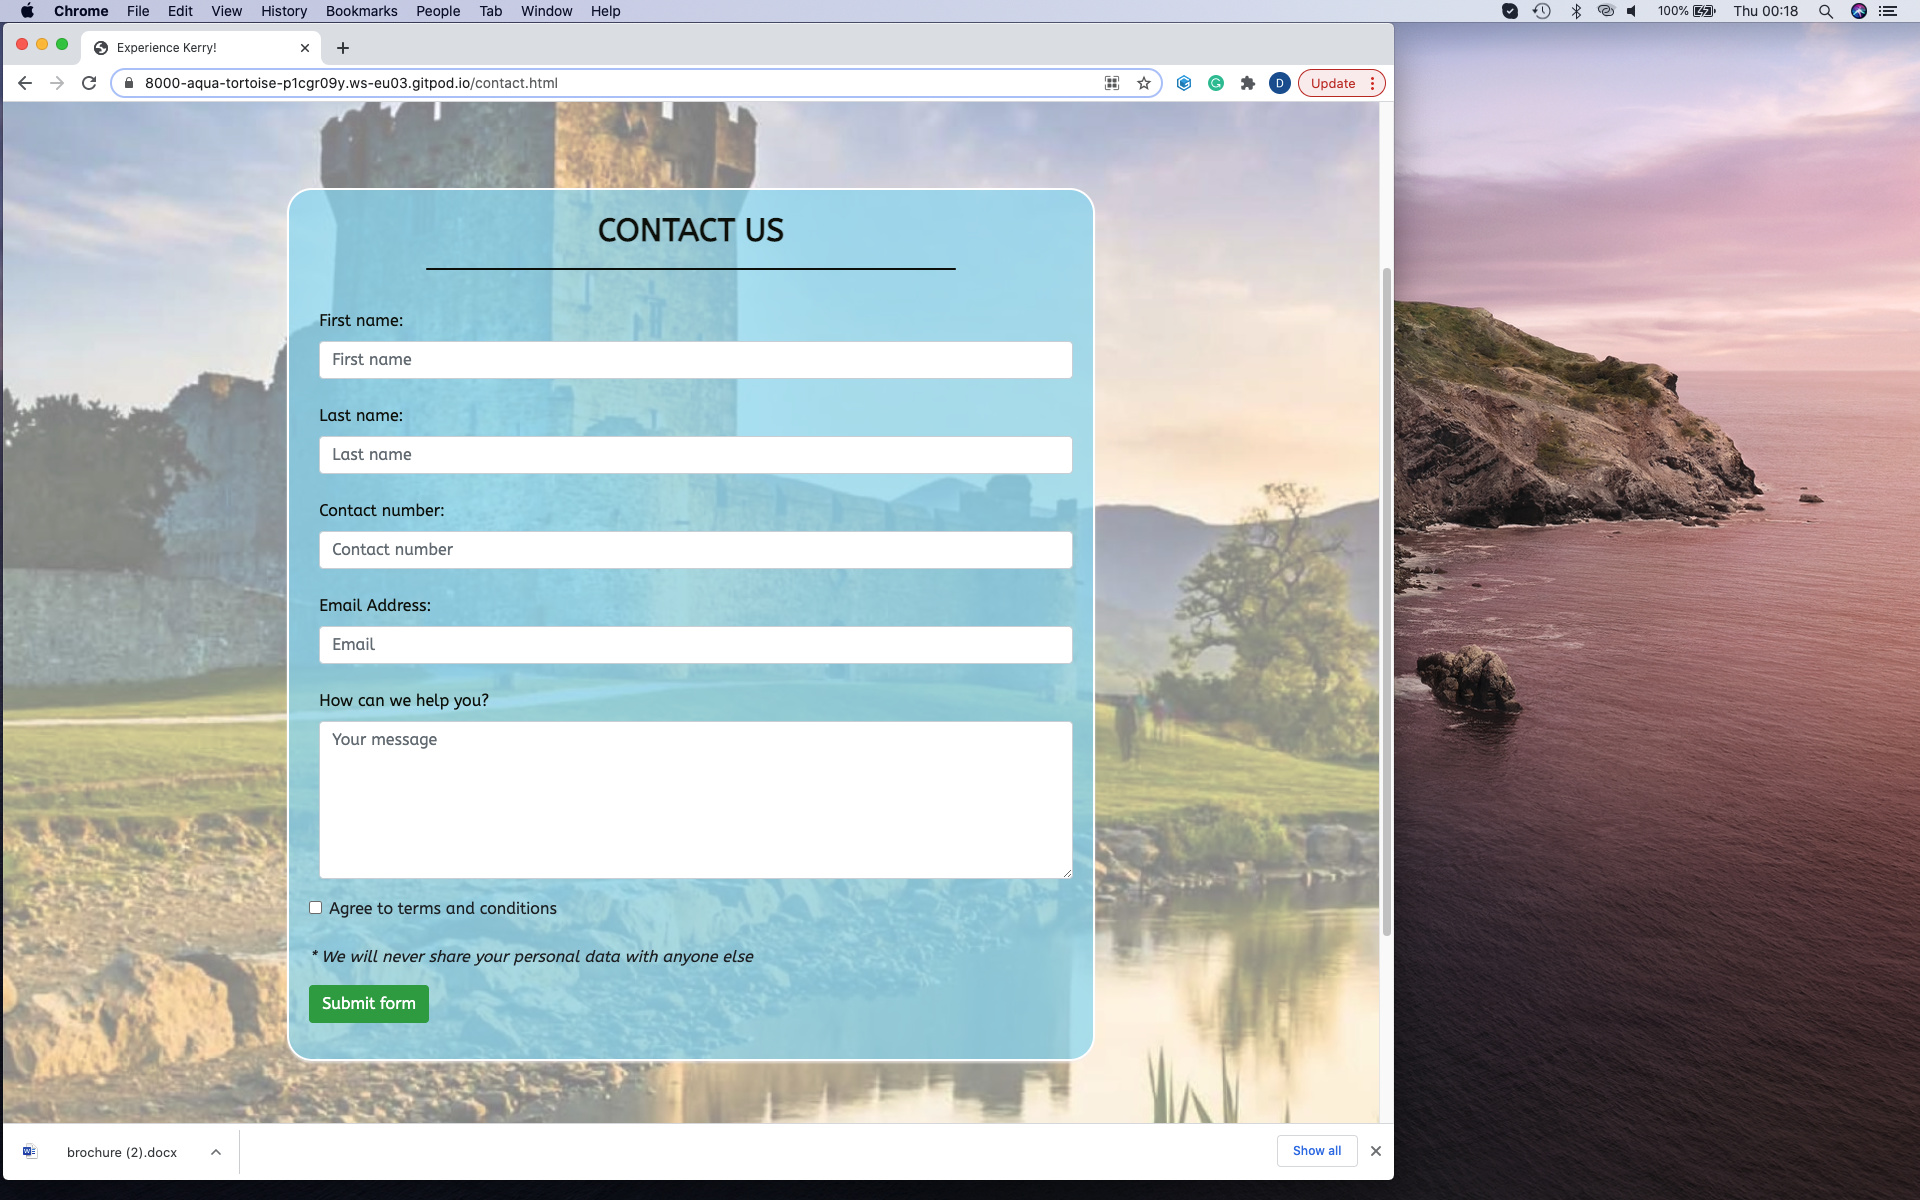 Chrome File Edit View History Bookmarks People Tab Window Help 100% Thu 00:18
Experience Kerry!
8000-aqua-tortoise-p1cgr09y.ws-eu03.gitpod.io/contact.html D Update
CONTACT US
First name:
First name
Last name:
Last name
Contact number:
Contact number
Email Address:
Email
How can we help you?
Your message
Agree to terms and conditions
* We will never share your personal data with anyone else
Submit form
brochure (2).docx Show all